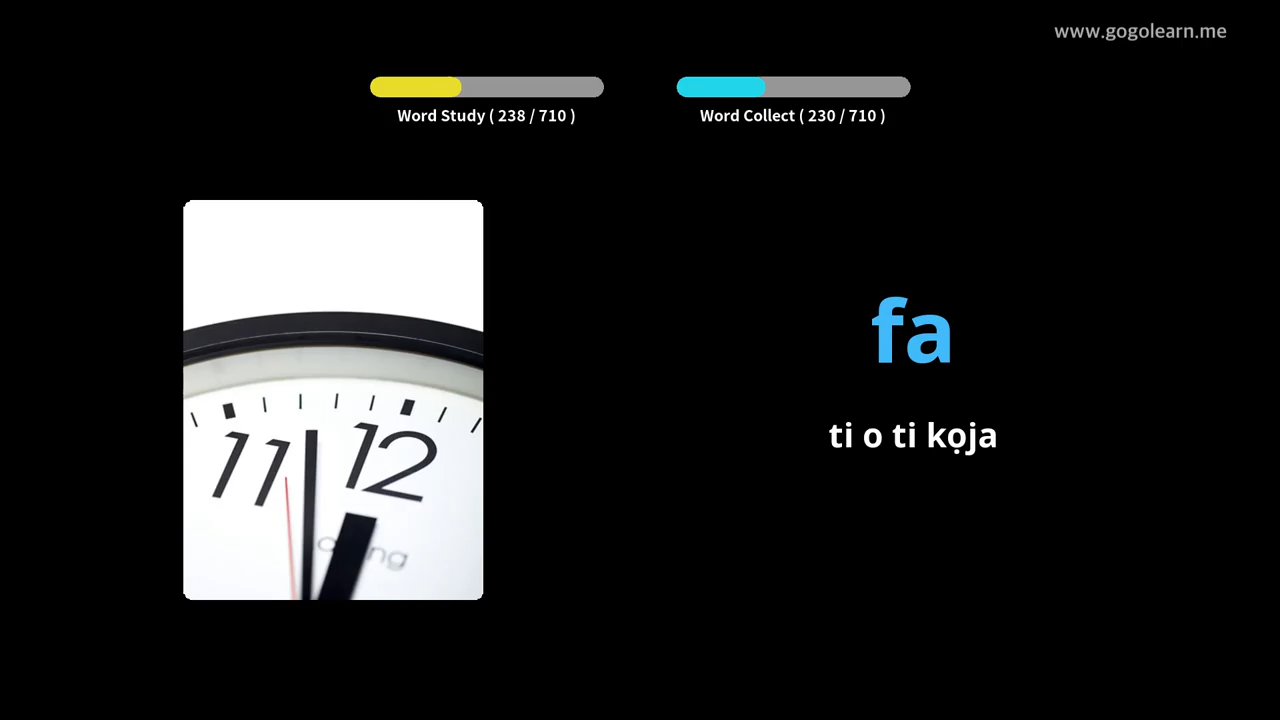 www.gogolearn.me
Word Study ( 238 / 710 )
Word Collect ( 230 / 710 )
fa
ti o ti kọja
11
12